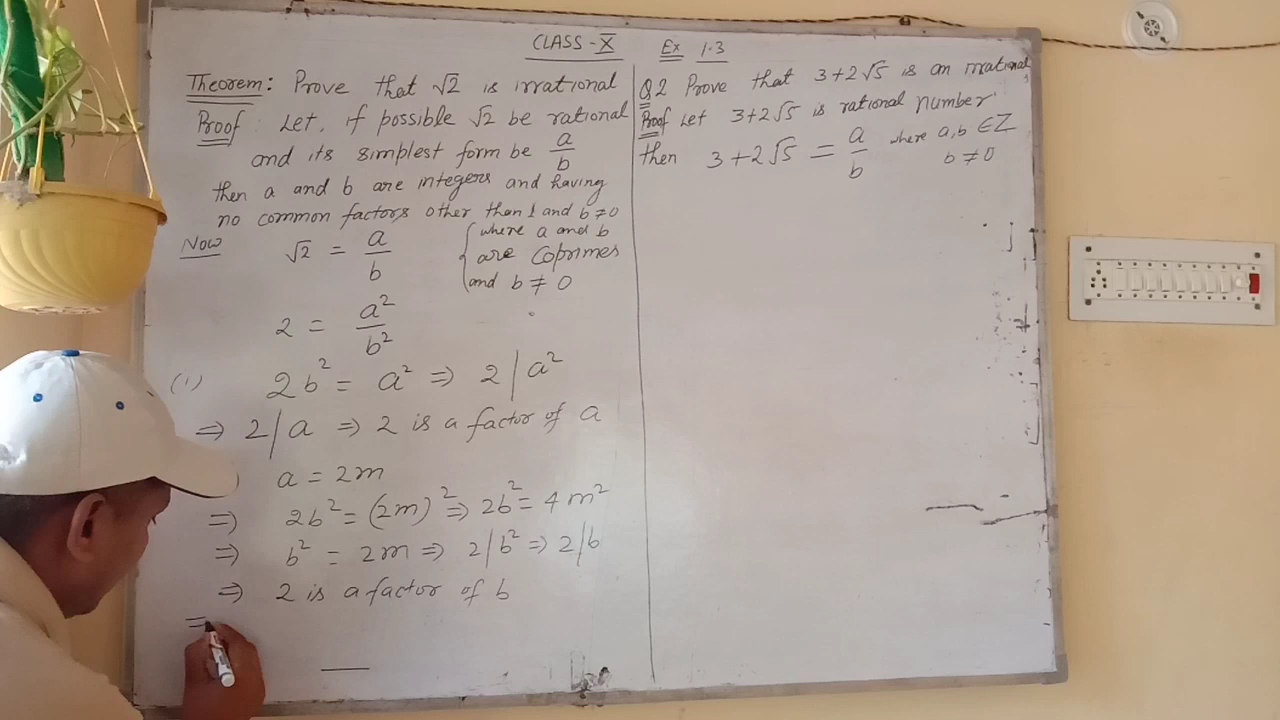 CLASS-X Ex 1.3
Theorem: Prove that √2 is irrational
Proof: Let, if possible √2 be rational
and its simplest form be a/b
then a and b are integers and having
no common factors other than 1 and b≠0
Now √2 = a/b {where a and b
are Coprimes
and b ≠ 0
2 = a²/b²
(1) 2b² = a² ⇒ 2|a²
⇒ 2/a ⇒ 2 is a factor of a
a = 2m
⇒ 2b² = (2m)² ⇒ 2b² = 4m²
⇒ b² = 2m ⇒ 2/b² ⇒ 2/b
⇒ 2 is a factor of b
=
Q2 Prove that 3+2√5 is an irrational
Proof Let 3+2√5 is rational number
then 3+2√5 = a/b where a,b ∈Z
b ≠ 0